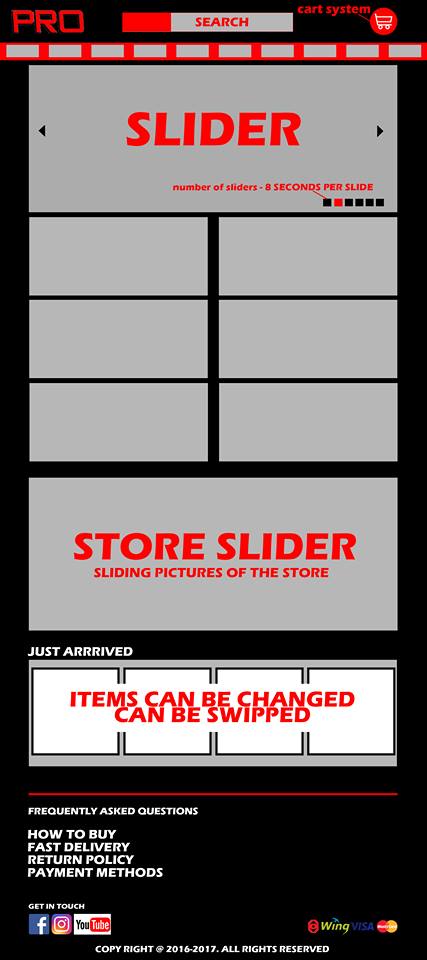 PRO
SEARCH
cart system
SLIDER
number of sliders - 8 SECONDS PER SLIDE
STORE SLIDER
SLIDING PICTURES OF THE STORE
JUST ARRRIVED
ITEMS CAN BE CHANGED
CAN BE SWIPPED
FREQUENTLY ASKED QUESTIONS
HOW TO BUY
FAST DELIVERY
RETURN POLICY
PAYMENT METHODS
GET IN TOUCH
You Tube
Wing VISA
COPY RIGHT @ 2016-2017. ALL RIGHTS RESERVED